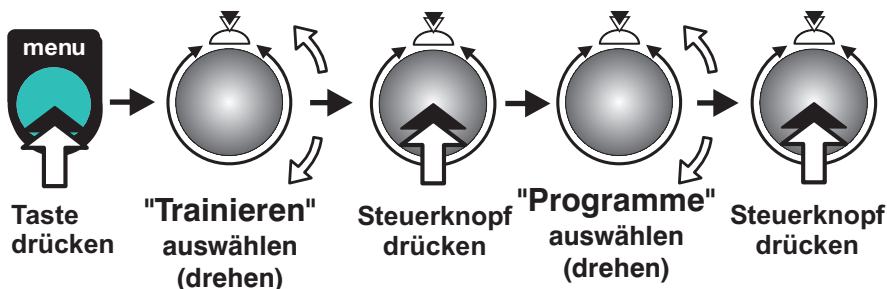 menu
Taste
drücken
"Trainieren"
auswählen
(drehen)
Steuerknopf
drücken
"Programme"
auswählen
(drehen)
Steuerknopf
drücken